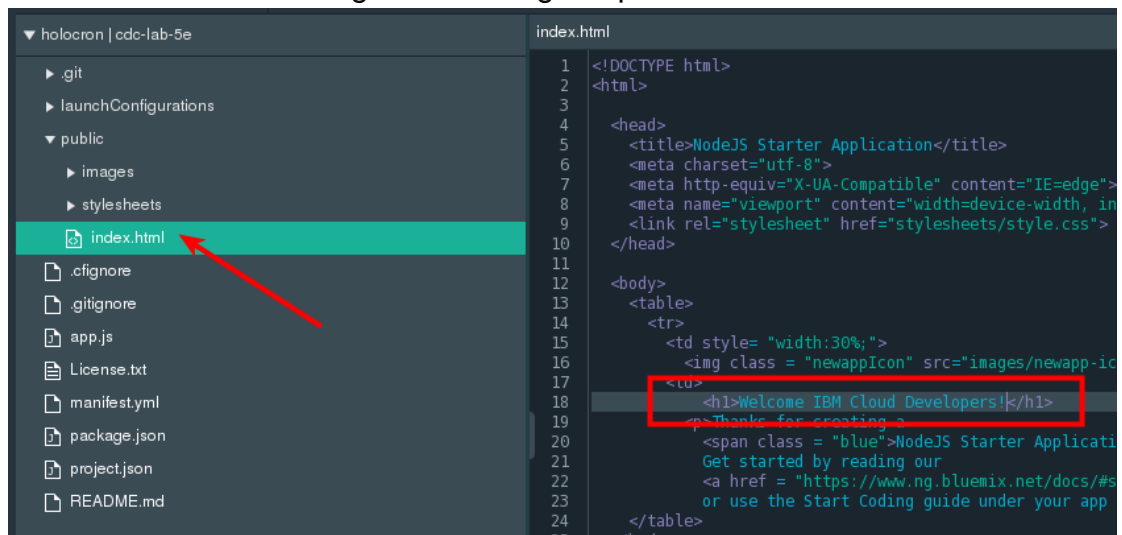 holocron | cdc-lab-5e
.git
launchConfigurations
public
images
stylesheets
index.html
.cfignore
.gitignore
app.js
License.txt
manifest.yml
package.json
project.json
README.md
index.html
1 <!DOCTYPE html>
2 <html>
3
4 <head>
5 <title>NodeJS Starter Application</title>
6 <meta charset="utf-8">
7 <meta http-equiv="X-UA-Compatible" content="IE=edge">
8 <meta name="viewport" content="width=device-width, in
9 <link rel="stylesheet" href="stylesheets/style.css">
10 </head>
11
12 <body>
13 <table>
14 <tr>
15 <td style= "width:30%;">
16 <img class = "newappIcon" src="images/newapp-ic
17 <td>
18 <h1>Welcome IBM Cloud Developers!</h1>
19 <p>Thanks for creating a
20 <span class = "blue">NodeJS Starter Applicati
21 Get started by reading our
22 <a href = "https://www.ng.bluemix.net/docs/#s
23 or use the Start Coding guide under your app
24 </table>